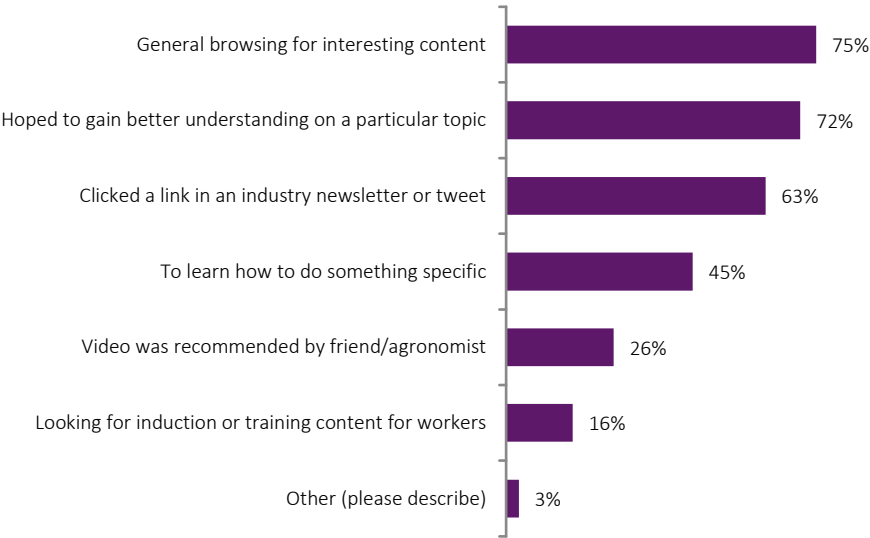 General browsing for interesting content 75%
Hoped to gain better understanding on a particular topic 72%
Clicked a link in an industry newsletter or tweet 63%
To learn how to do something specific 45%
Video was recommended by friend/agronomist 26%
Looking for induction or training content for workers 16%
Other (please describe) 3%